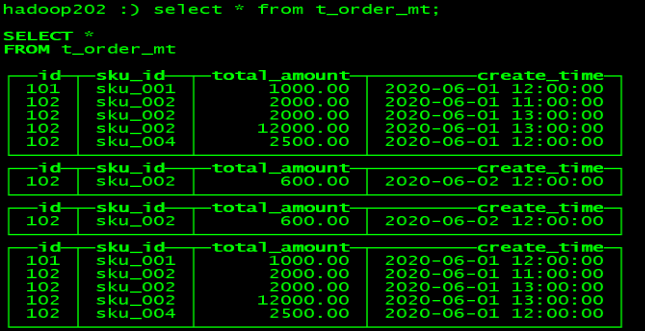 hadoop202 :) select * from t_order_mt;
SELECT *
FROM t_order_mt
id sku_id total_amount create_time
101 sku_001 1000.00 2020-06-01 12:00:00
102 sku_002 2000.00 2020-06-01 11:00:00
102 sku_002 2000.00 2020-06-01 13:00:00
102 sku_002 12000.00 2020-06-01 13:00:00
102 sku_004 2500.00 2020-06-01 12:00:00
id sku_id total_amount create_time
102 sku_002 600.00 2020-06-02 12:00:00
id sku_id total_amount create_time
102 sku_002 600.00 2020-06-02 12:00:00
id sku_id total_amount create_time
101 sku_001 1000.00 2020-06-01 12:00:00
102 sku_002 2000.00 2020-06-01 11:00:00
102 sku_002 2000.00 2020-06-01 13:00:00
102 sku_002 12000.00 2020-06-01 13:00:00
102 sku_004 2500.00 2020-06-01 12:00:00